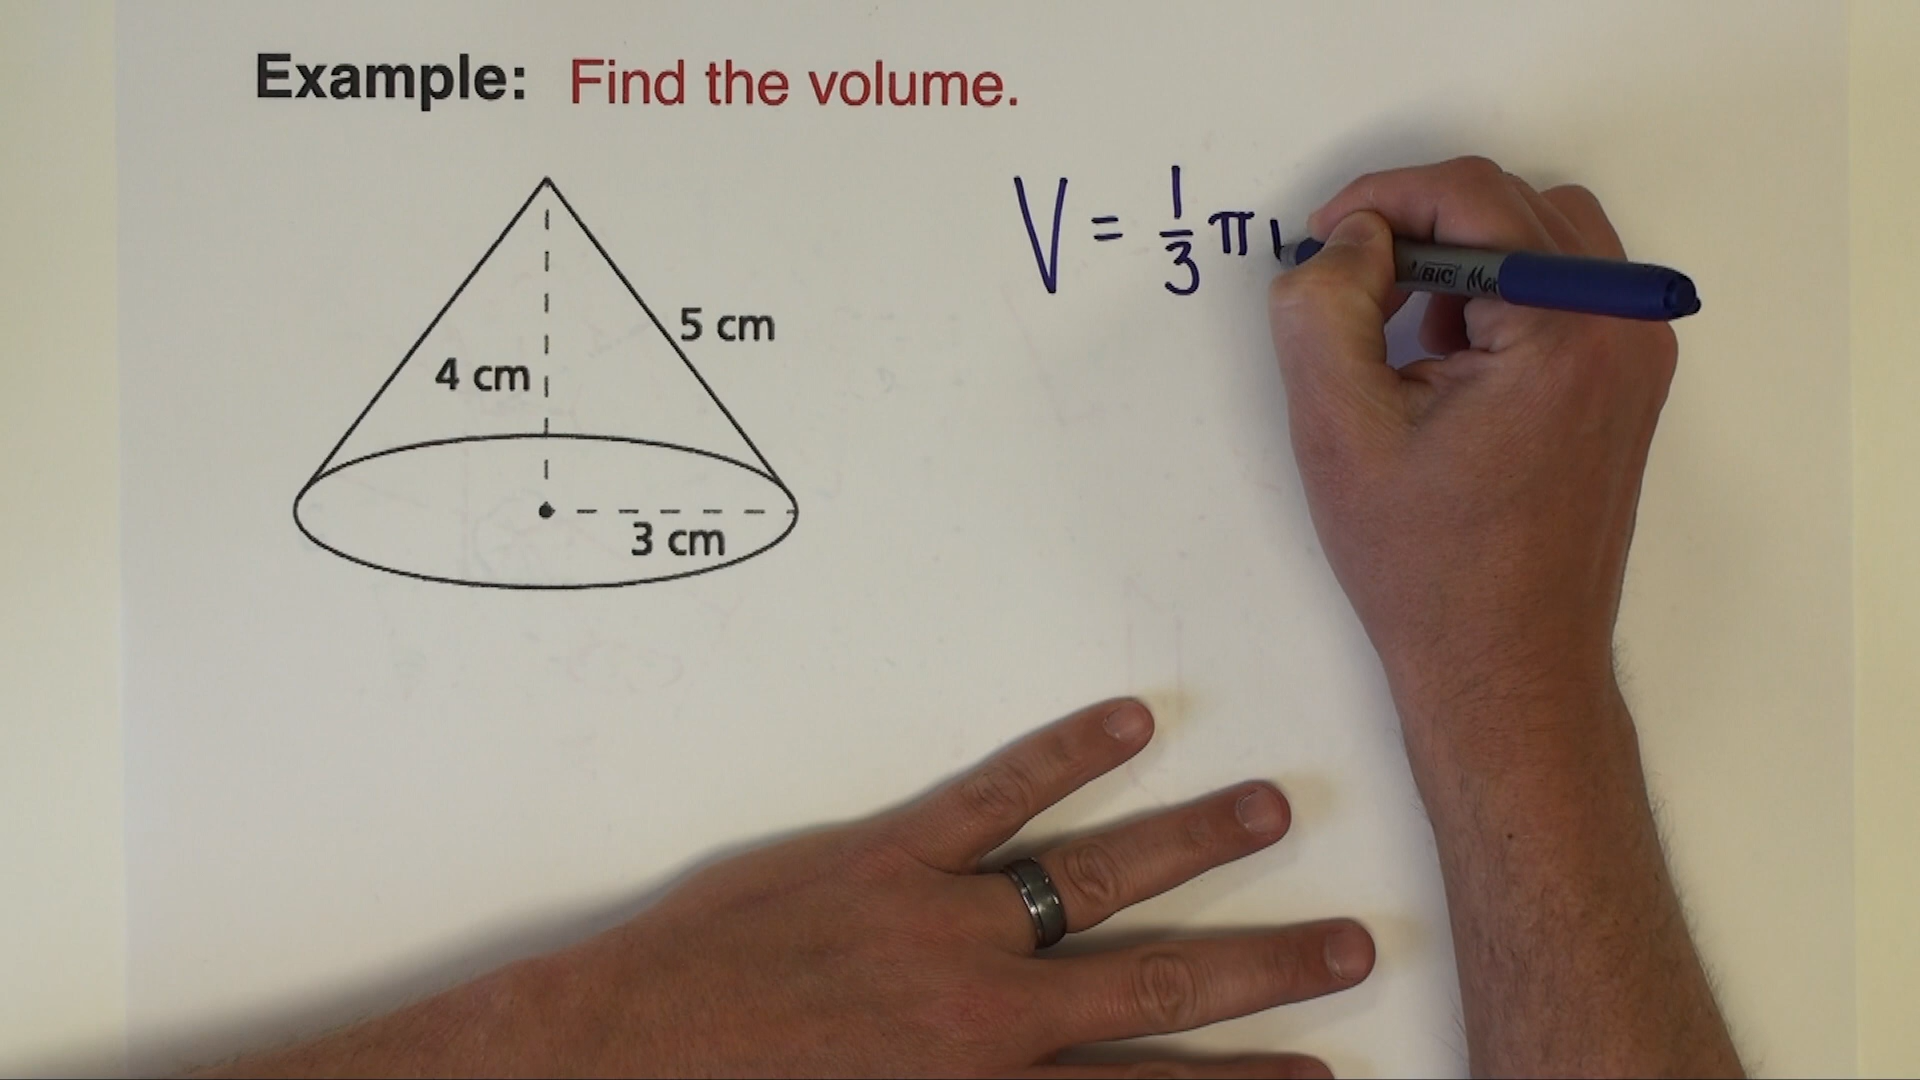 Example: Find the volume.
V = 1/3 π
5 cm
4 cm
3 cm
BIC